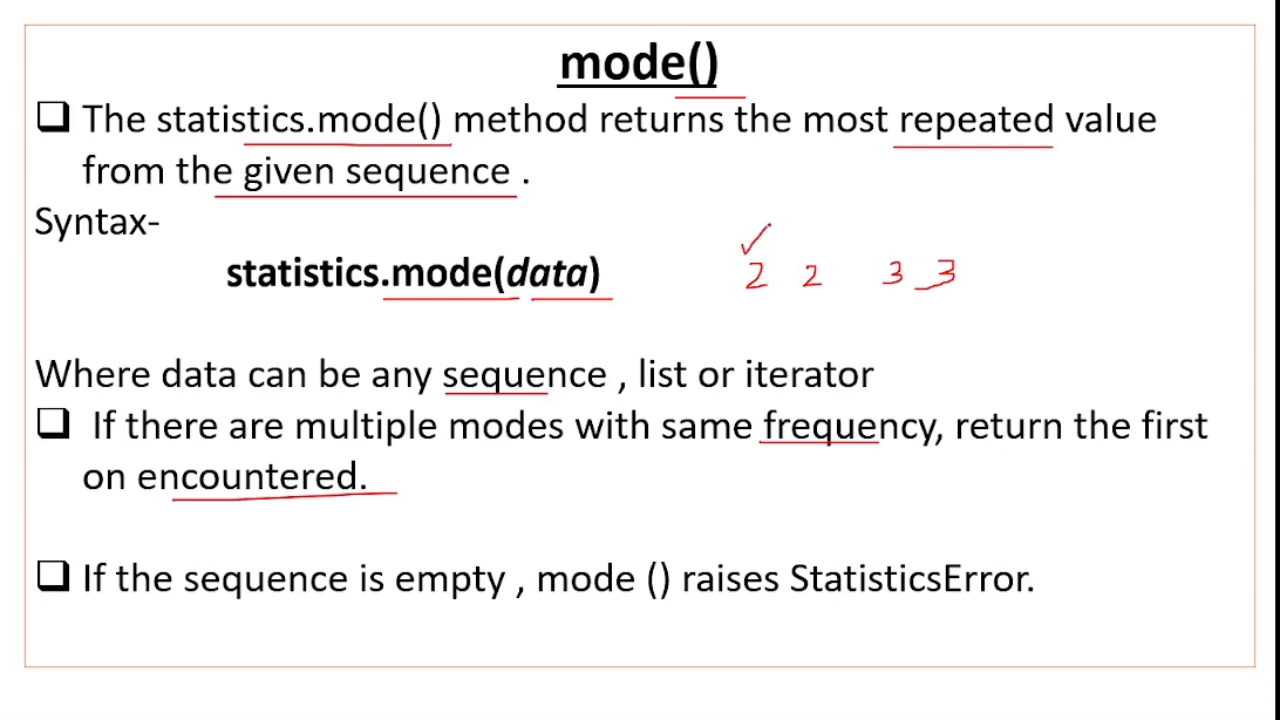 mode()
The statistics.mode() method returns the most repeated value
from the given sequence .
Syntax-
statistics.mode(data)
2 2 3 3
Where data can be any sequence , list or iterator
If there are multiple modes with same frequency, return the first
on encountered.
If the sequence is empty , mode () raises StatisticsError.